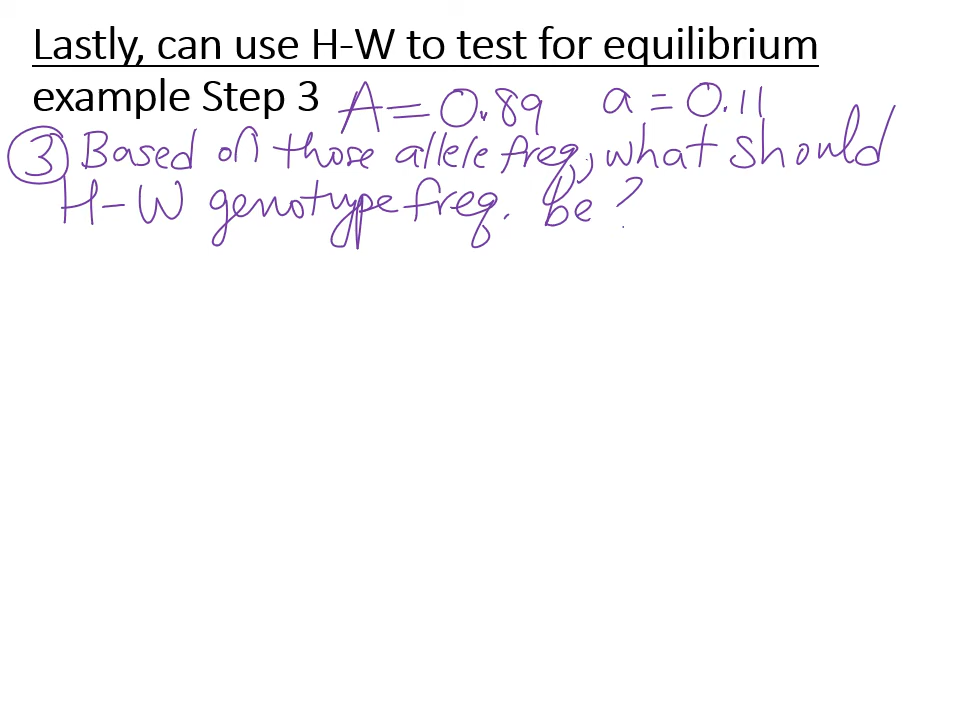 Lastly, can use H-W to test for equilibrium
example Step 3 A = 0.89 a = 0.11
③ Based on those allele freq., what should
H-W genotype freq. be ?